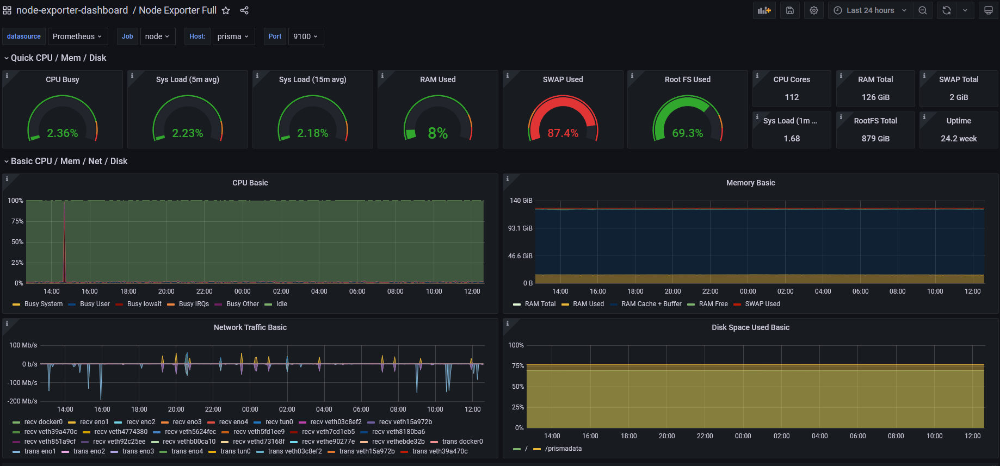 node-exporter-dashboard / Node Exporter Full
Last 24 hours
datasource Prometheus Job node Host: prisma Port 9100
Quick CPU / Mem / Disk
CPU Busy
2.36%
Sys Load (5m avg)
2.23%
Sys Load (15m avg)
2.18%
RAM Used
8%
SWAP Used
87.4%
Root FS Used
69.3%
CPU Cores
112
RAM Total
126 GiB
SWAP Total
2 GiB
Sys Load (1m ...
1.68
RootFS Total
879 GiB
Uptime
24.2 week
Basic CPU / Mem / Net / Disk
CPU Basic
100%
75%
50%
25%
0%
14:00 16:00 18:00 20:00 22:00 00:00 02:00 04:00 06:00 08:00 10:00 12:00
Busy System Busy User Busy Iowait Busy IRQs Busy Other Idle
Memory Basic
140 GiB
93.1 GiB
46.6 GiB
0 B
14:00 16:00 18:00 20:00 22:00 00:00 02:00 04:00 06:00 08:00 10:00 12:00
RAM Total RAM Used RAM Cache + Buffer RAM Free SWAP Used
Network Traffic Basic
100 Mb/s
0 b/s
-100 Mb/s
-200 Mb/s
14:00 16:00 18:00 20:00 22:00 00:00 02:00 04:00 06:00 08:00 10:00 12:00
recv docker0 recv eno1 recv eno2 recv eno3 recv eno4 recv tun0 recv veth03c8ef2 recv veth15a972b
recv veth39a470c recv veth4774380 recv veth5624fec recv veth5fd1ee9 recv veth7cd1eb5 recv veth8180ba6
recv veth851a9cf recv veth92c25ee recv vethb00ca10 recv vethd73168f recv vethe90277e recv vethebde32b trans docker0
trans eno1 trans eno2 trans eno3 trans eno4 trans tun0 trans veth03c8ef2 trans veth15a972b trans veth39a470c
Disk Space Used Basic
100%
75%
50%
25%
0%
14:00 16:00 18:00 20:00 22:00 00:00 02:00 04:00 06:00 08:00 10:00 12:00
/ /prismadata